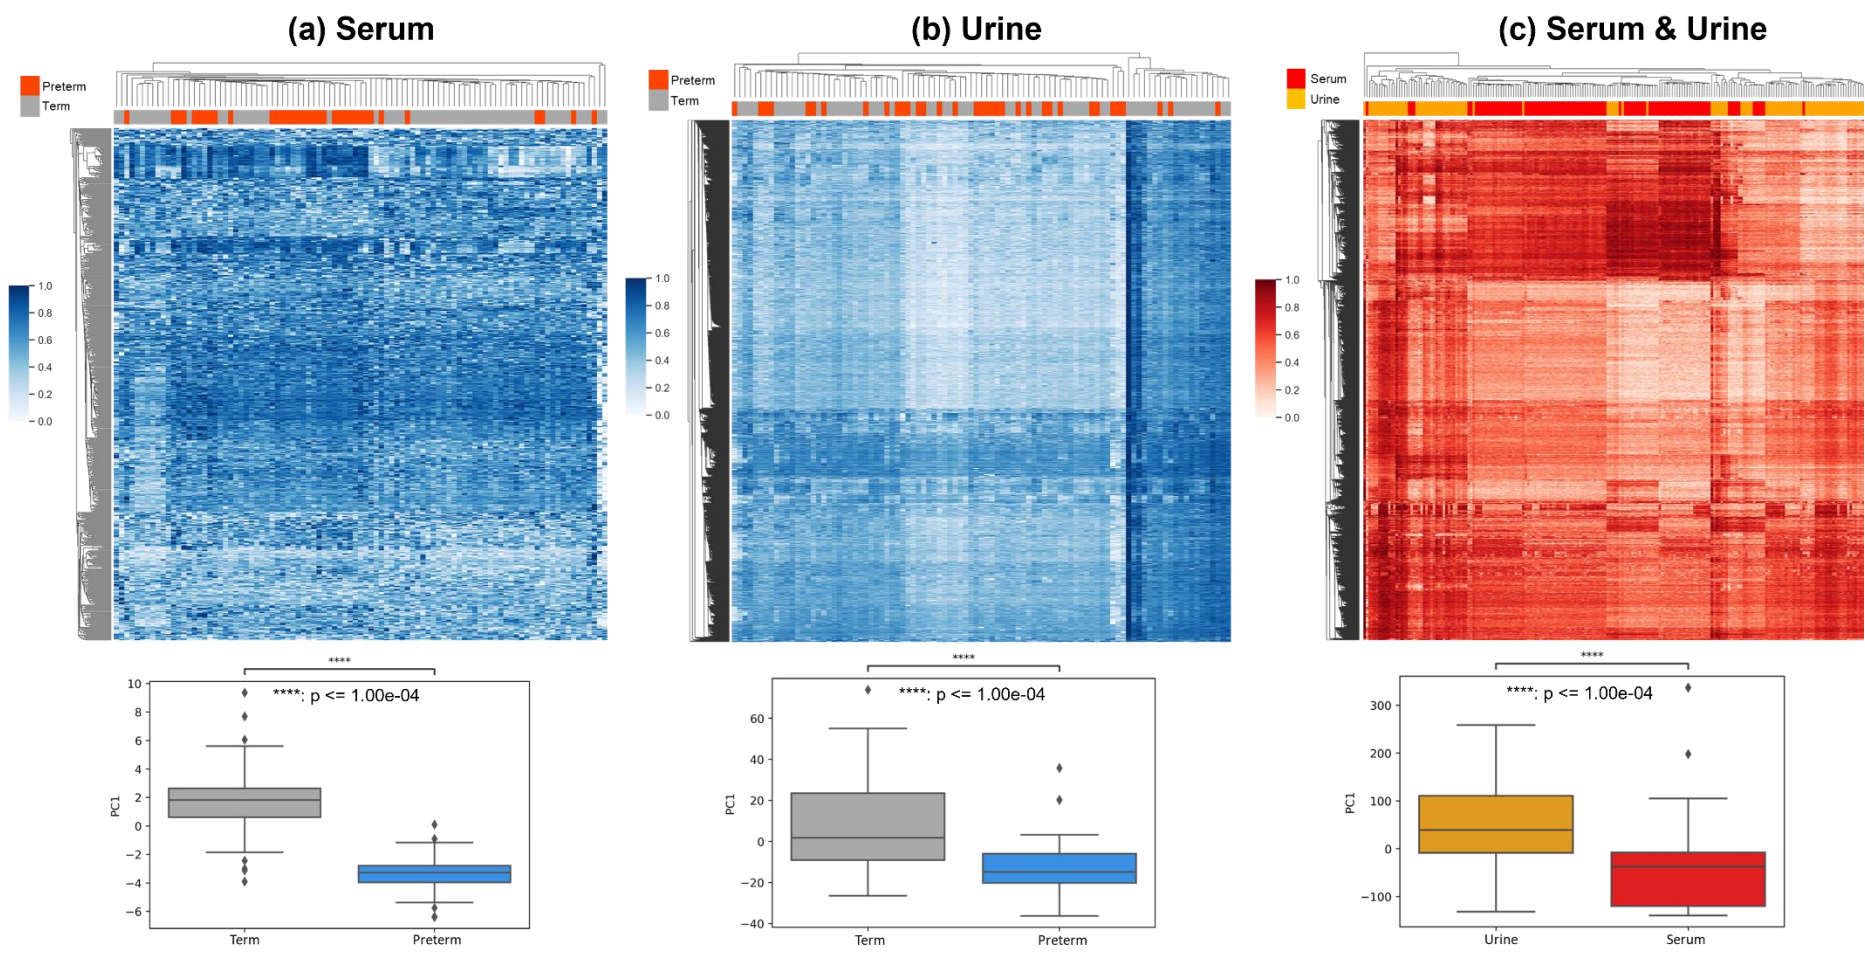 (a) Serum
Preterm
Term
1.0
0.8
0.6
0.4
0.2
0.0
****
****: p <= 1.00e-04
10
8
6
4
2
0
−2
−4
−6
PC1
Term
Preterm
(b) Urine
Preterm
Term
1.0
0.8
0.6
0.4
0.2
0.0
****
****: p <= 1.00e-04
60
40
20
0
−20
−40
PC1
Term
Preterm
(c) Serum & Urine
Serum
Urine
1.0
0.8
0.6
0.4
0.2
0.0
****
****: p <= 1.00e-04
300
200
100
0
−100
PC1
Urine
Serum